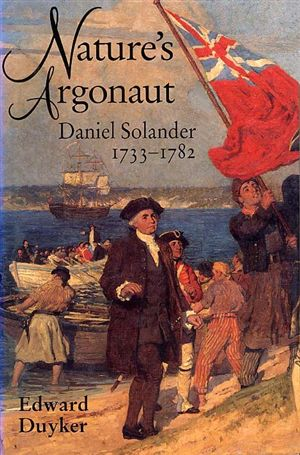 Nature's
Argonaut
Daniel Solander
1733–1782
Edward
Duyker